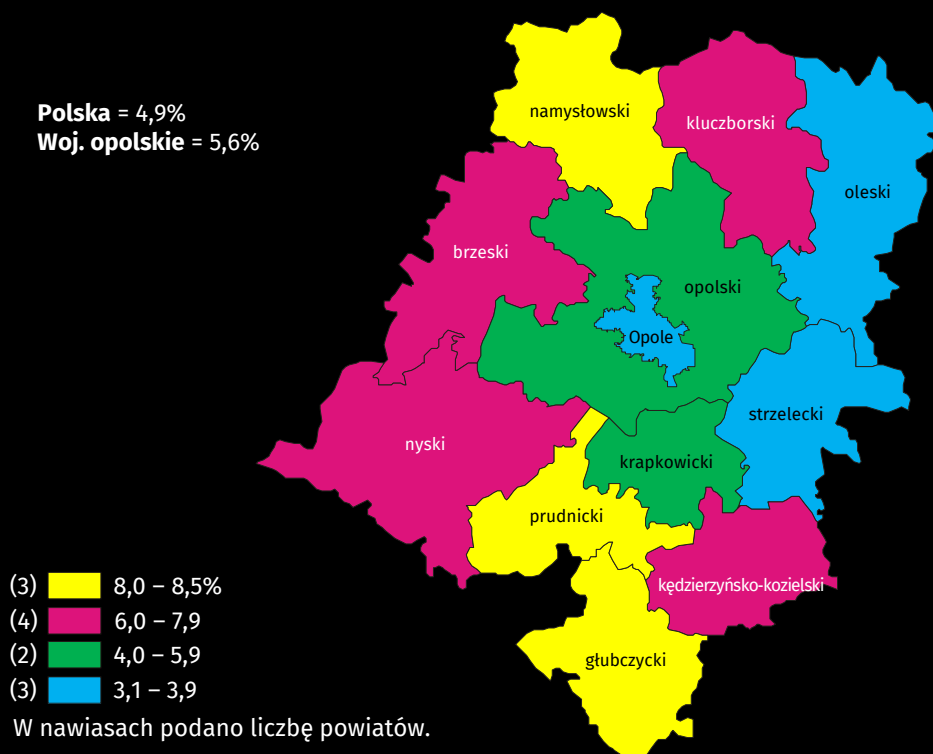 Polska = 4,9%
Woj. opolskie = 5,6%
namysłowski
kluczborski
oleski
brzeski
opolski
Opole
strzelecki
nyski
krapkowicki
prudnicki
kędzierzyńsko-kozielski
głubczycki
(3) 8,0 – 8,5%
(4) 6,0 – 7,9
(2) 4,0 – 5,9
(3) 3,1 – 3,9
W nawiasach podano liczbę powiatów.